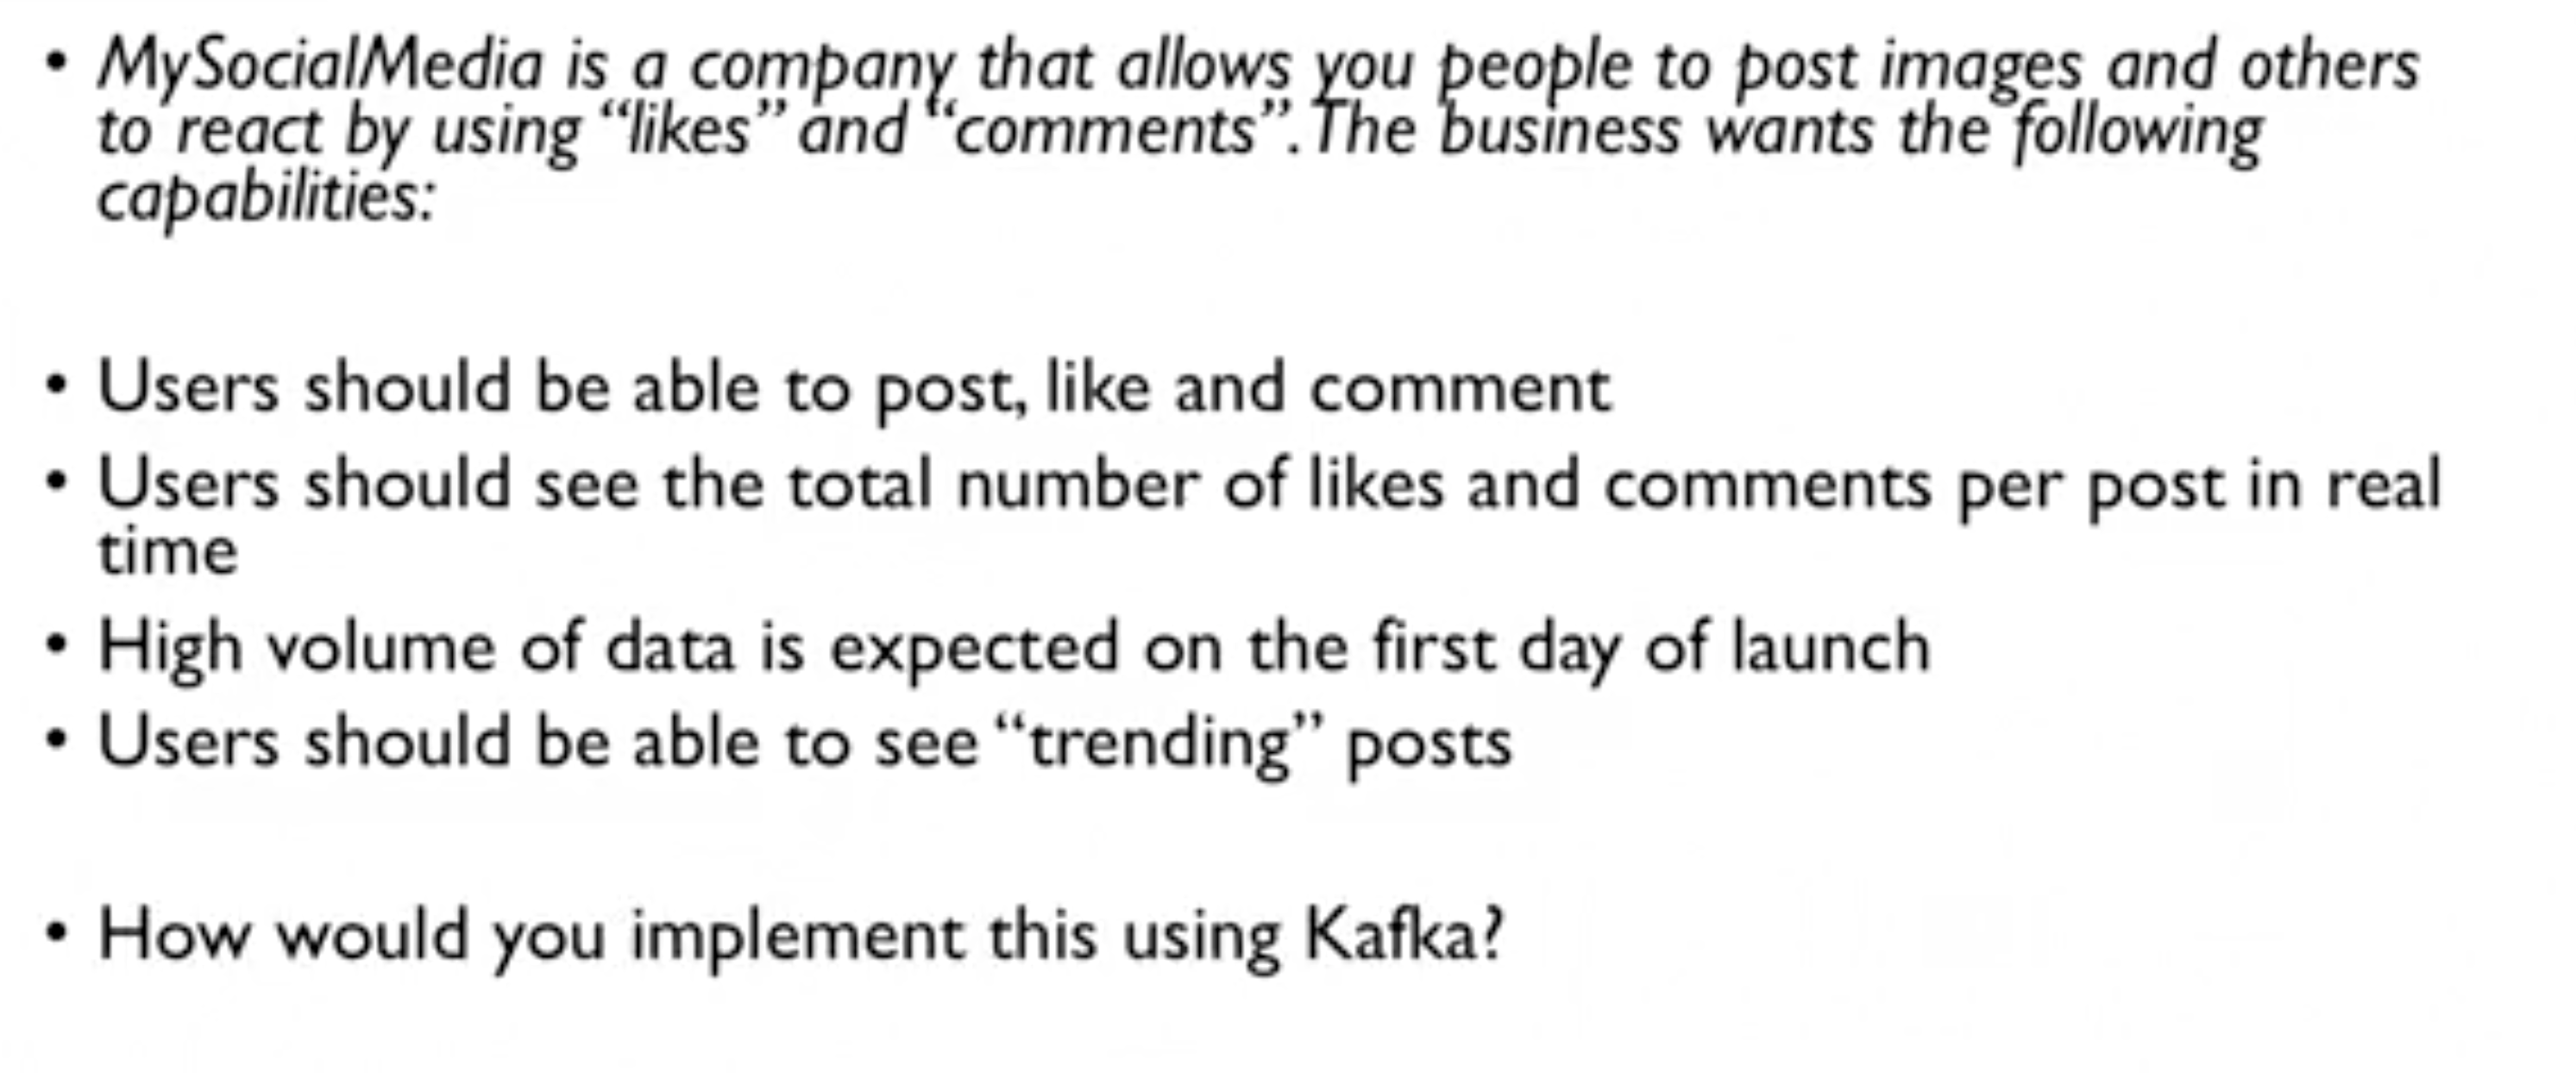 • MySocialMedia is a company that allows you people to post images and others
to react by using “likes” and “comments”. The business wants the following
capabilities:
• Users should be able to post, like and comment
• Users should see the total number of likes and comments per post in real
time
• High volume of data is expected on the first day of launch
• Users should be able to see “trending” posts
• How would you implement this using Kafka?